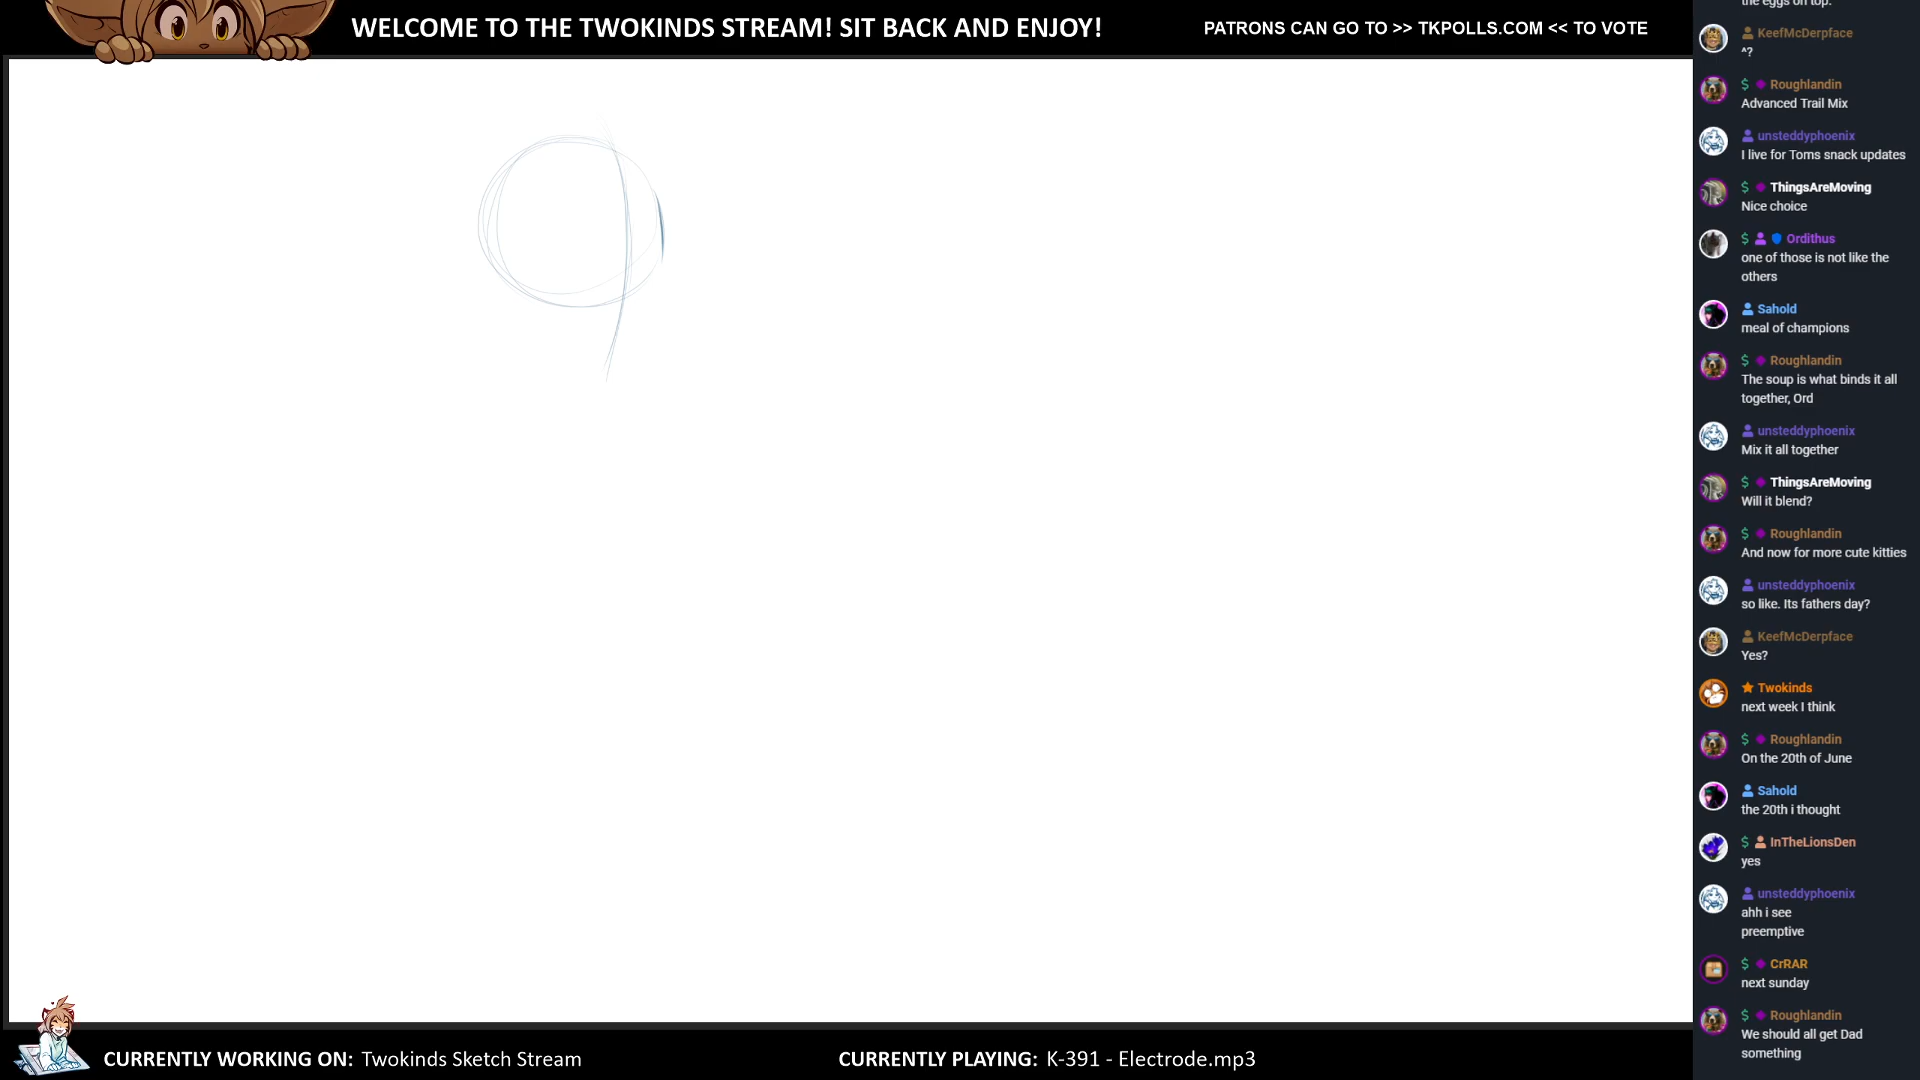 WELCOME TO THE TWOKINDS STREAM! SIT BACK AND ENJOY!
PATRONS CAN GO TO >> TKPOLLS.COM << TO VOTE
the eggs on top.
KeefMcDerpface
^?
$ Roughlandin
Advanced Trail Mix
unsteddyphoenix
I live for Toms snack updates
$ ThingsAreMoving
Nice choice
$ Ordithus
one of those is not like the
others
Sahold
meal of champions
$ Roughlandin
The soup is what binds it all
together, Ord
unsteddyphoenix
Mix it all together
$ ThingsAreMoving
Will it blend?
$ Roughlandin
And now for more cute kitties
unsteddyphoenix
so like. Its fathers day?
KeefMcDerpface
Yes?
Twokinds
next week I think
$ Roughlandin
On the 20th of June
Sahold
the 20th i thought
$ InTheLionsDen
yes
unsteddyphoenix
ahh i see
preemptive
$ CrRAR
next sunday
$ Roughlandin
We should all get Dad
something
CURRENTLY WORKING ON: Twokinds Sketch Stream
CURRENTLY PLAYING: K-391 - Electrode.mp3